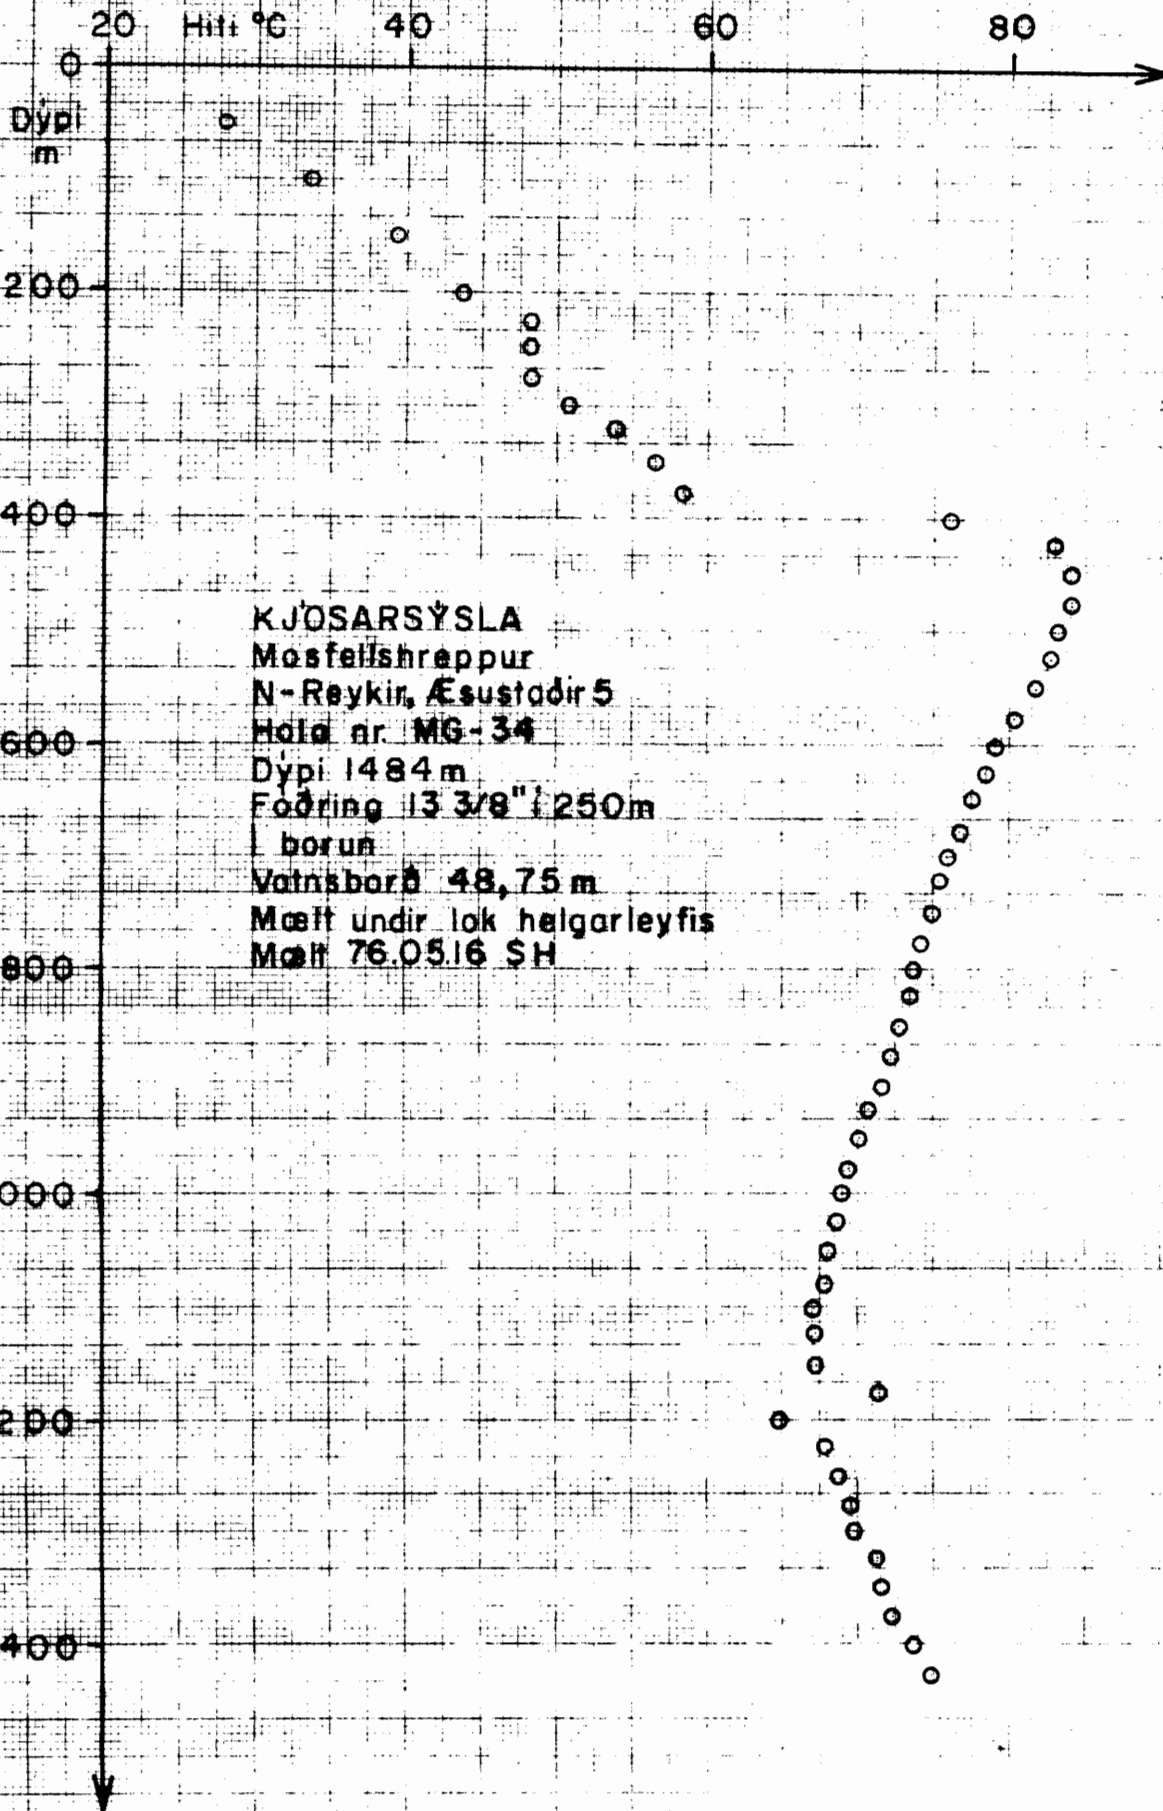 20 Hiti °C 40 60 80
0
Dýpi
m
200
400
KJÓSARSÝSLA
Mosfellshreppur
N-Reykir, Æsustaðir 5
Hola nr. MG-34
600
Dýpi 1484 m
Fóðring 13 3/8" í 250m
Í borun
Vatnsborð 48,75 m
Mælt undir lok helgarleyfis
Mælt 76.05.16 SH
800
000
200
400